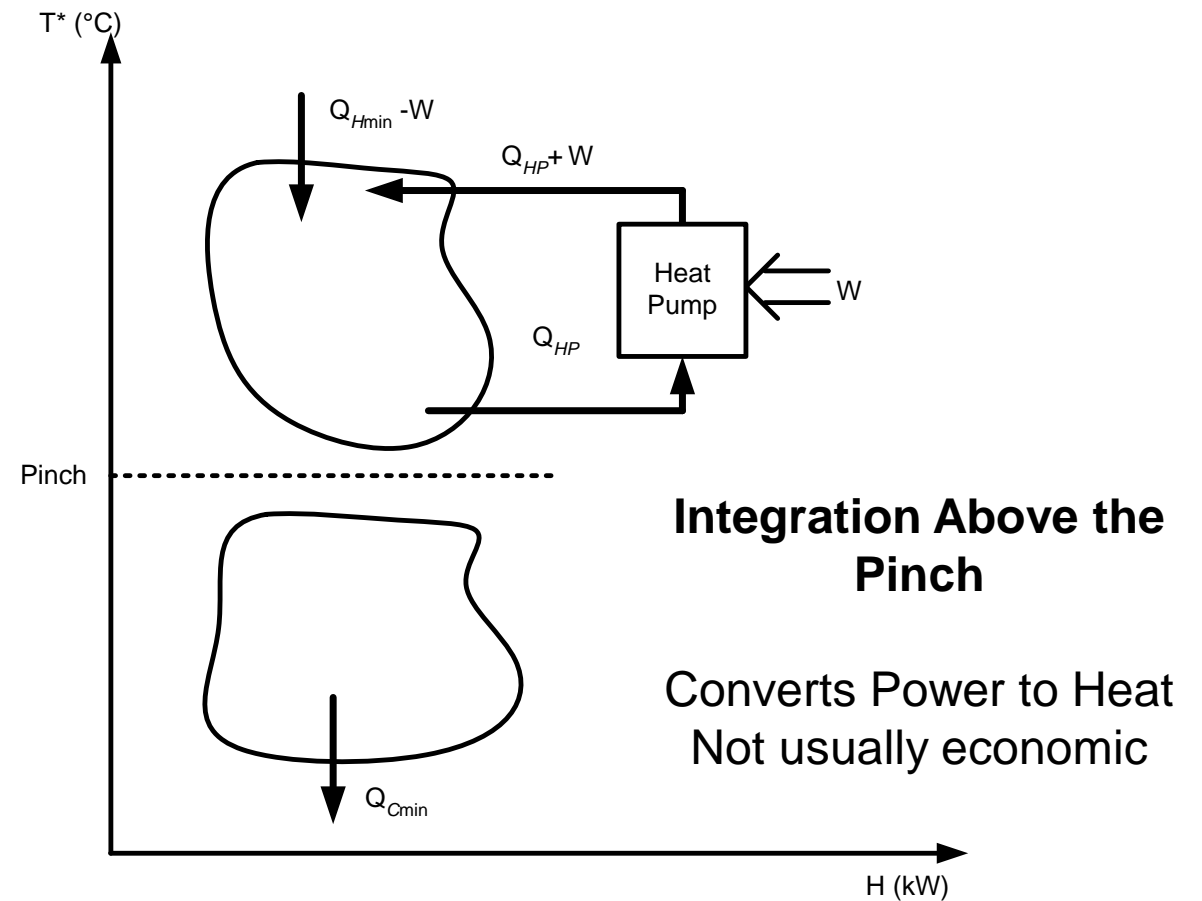 T* (°C)
Q_Hmin -W
Q_HP+ W
Heat
Pump
W
Q_HP
Pinch
Integration Above the
Pinch
Converts Power to Heat
Not usually economic
Q_Cmin
H (kW)